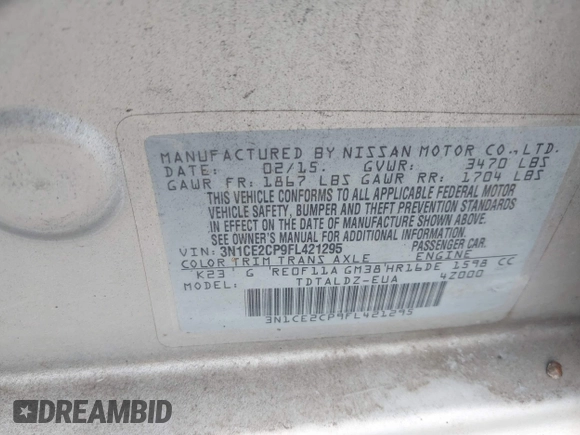 MANUFACTURED BY NISSAN MOTOR CO.,LTD.
DATE: 02/15. GVWR: 3470 LBS
GAWR FR: 1867 LBS GAWR RR: 1704 LBS
THIS VEHICLE CONFORMS TO ALL APPLICABLE FEDERAL MOTOR
VEHICLE SAFETY, BUMPER AND THEFT PREVENTION STANDARDS
IN EFFECT ON THE DATE OF MANUFACTURE SHOWN ABOVE.
SEE OWNER'S MANUAL FOR ADDITIONAL INFORMATION.
VIN: 3N1CE2CP9FL421295 PASSENGER CAR.
COLOR TRIM TRANS AXLE ENGINE
K23 G RE0F11A GM38 HR16DE 1598 CC
MODEL: TDTALDZ-EUA 4Z000
3N1CE2CP9FL421295
DREAMBID